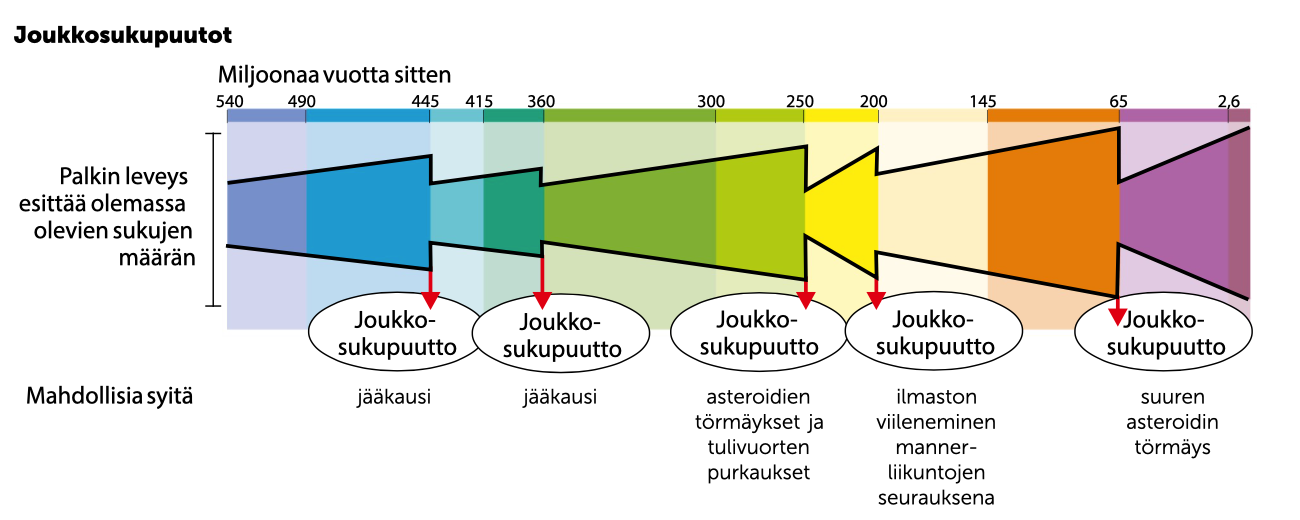 Joukkosukupuutot
Miljoonaa vuotta sitten
540 490 445 415 360 300 250 200 145 65 2,6
Palkin leveys
esittää olemassa
olevien sukujen
määrän
Joukko-
sukupuutto
Joukko-
sukupuutto
Joukko-
sukupuutto
Joukko-
sukupuutto
Joukko-
sukupuutto
Mahdollisia syitä
jääkausi
jääkausi
asteroidien
törmäykset ja
tulivuorten
purkaukset
ilmaston
viileneminen
manner-
liikuntojen
seurauksena
suuren
asteroidin
törmäys